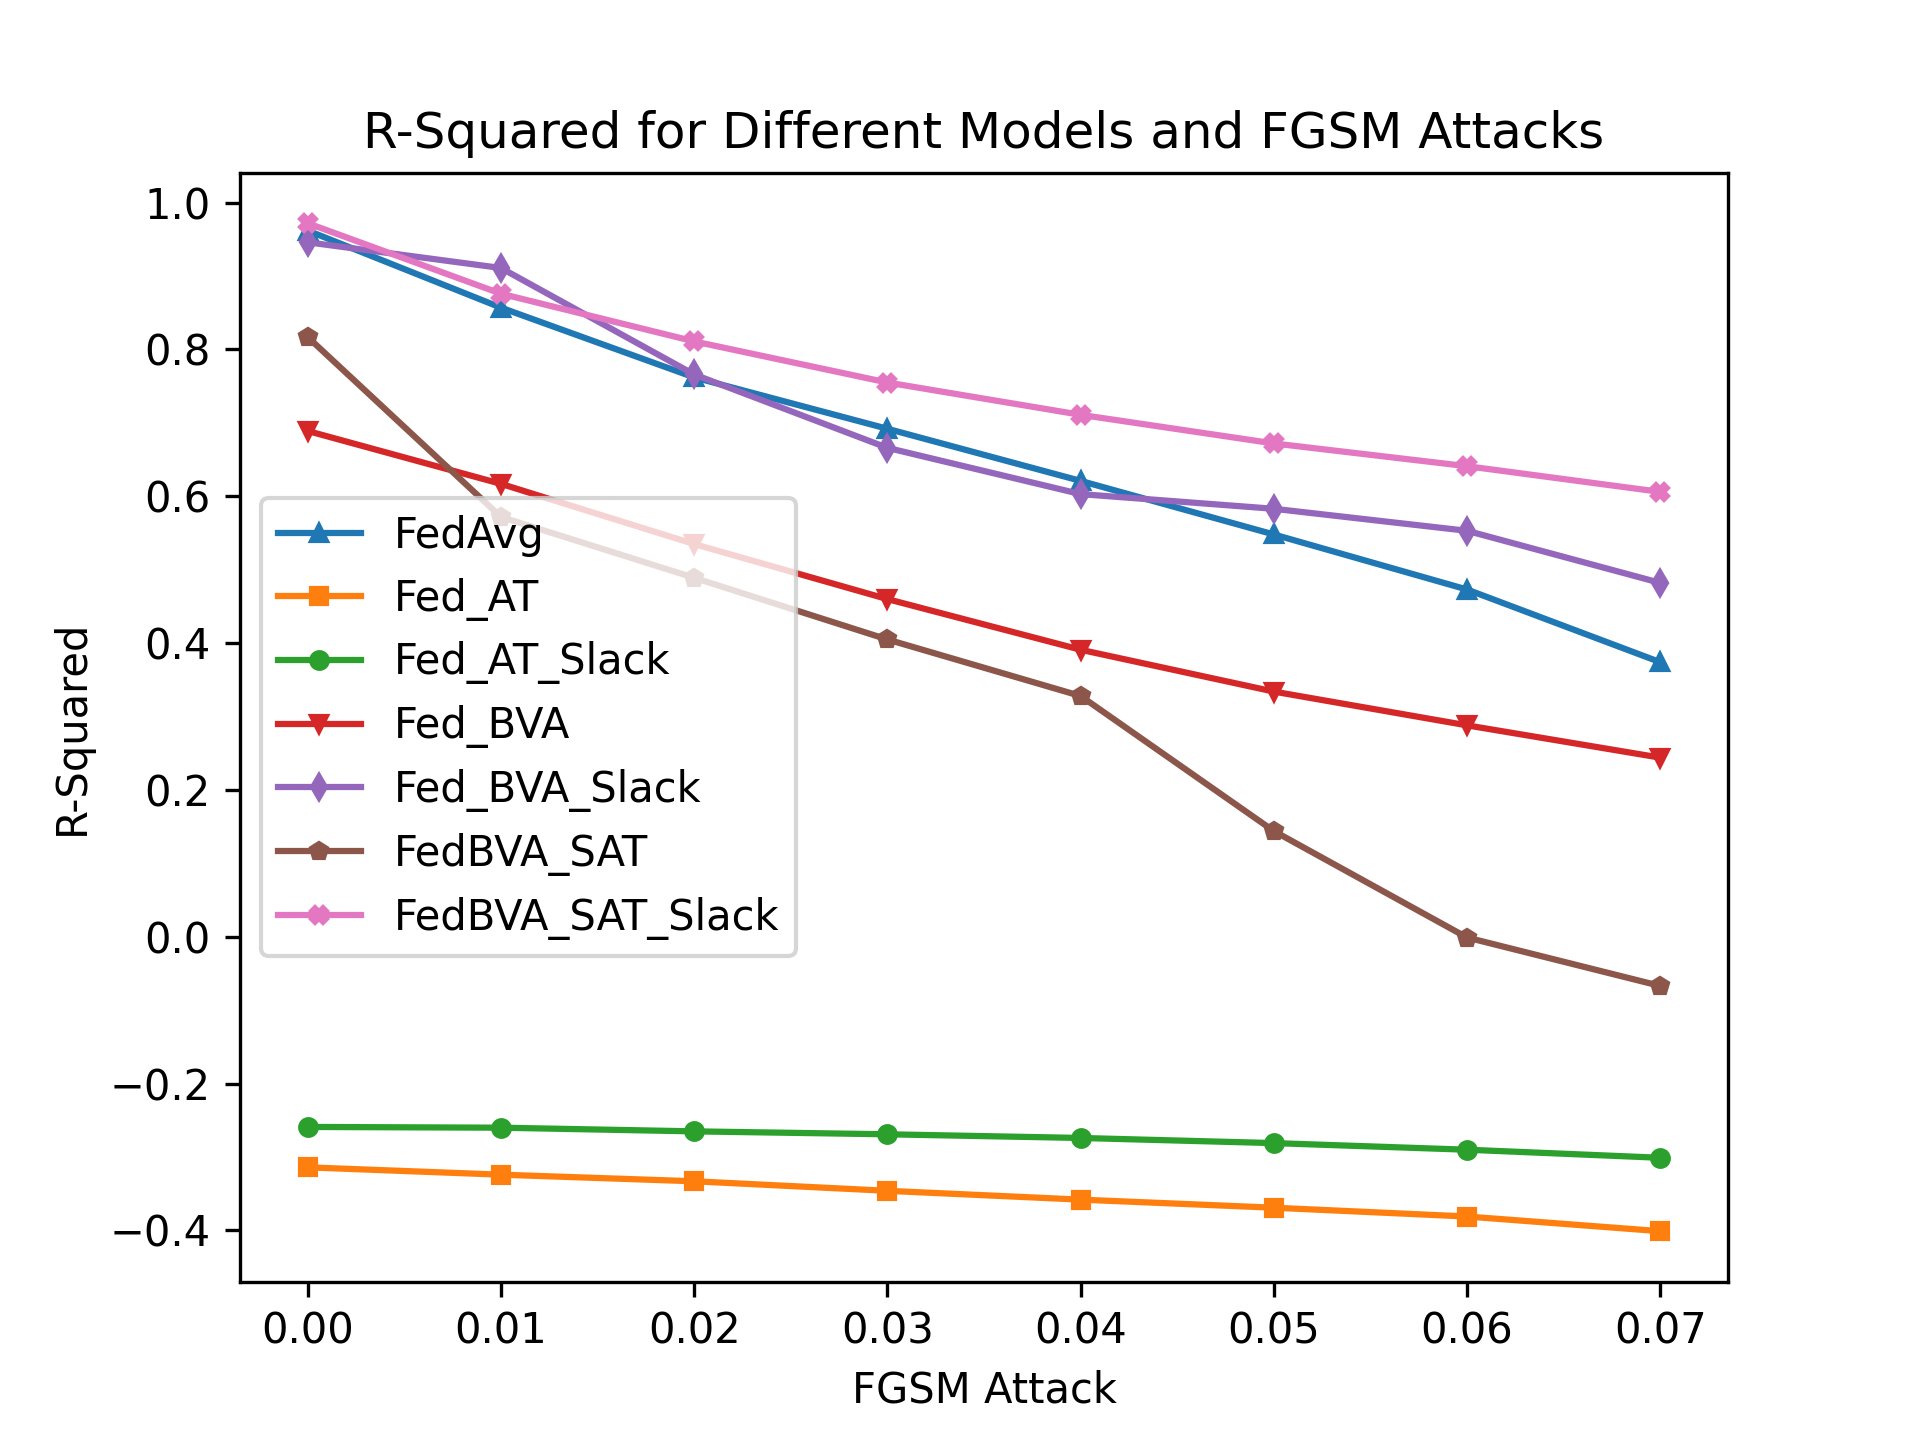 R-Squared for Different Models and FGSM Attacks
1.0
0.8
0.6
0.4
0.2
0.0
−0.2
−0.4
R-Squared
FedAvg
Fed_AT
Fed_AT_Slack
Fed_BVA
Fed_BVA_Slack
FedBVA_SAT
FedBVA_SAT_Slack
0.00 0.01 0.02 0.03 0.04 0.05 0.06 0.07
FGSM Attack